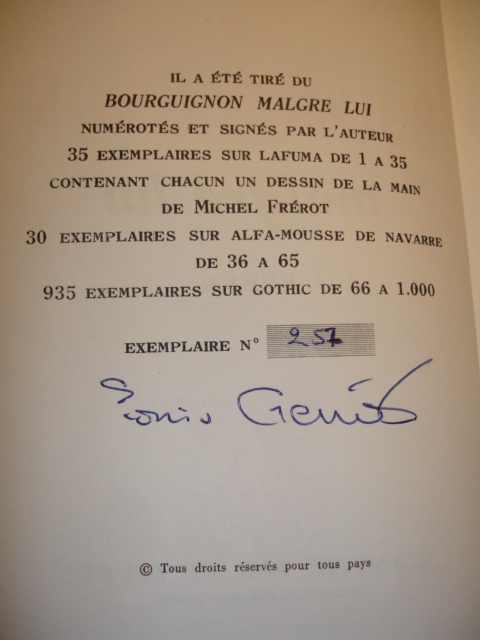 IL A ÉTÉ TIRÉ DU
BOURGUIGNON MALGRE LUI
NUMÉROTÉS ET SIGNÉS PAR L'AUTEUR
35 EXEMPLAIRES SUR LAFUMA DE 1 A 35
CONTENANT CHACUN UN DESSIN DE LA MAIN
DE MICHEL FRÉROT
30 EXEMPLAIRES SUR ALFA-MOUSSE DE NAVARRE
DE 36 A 65
935 EXEMPLAIRES SUR GOTHIC DE 66 A 1.000
EXEMPLAIRE N° 257
© Tous droits réservés pour tous pays